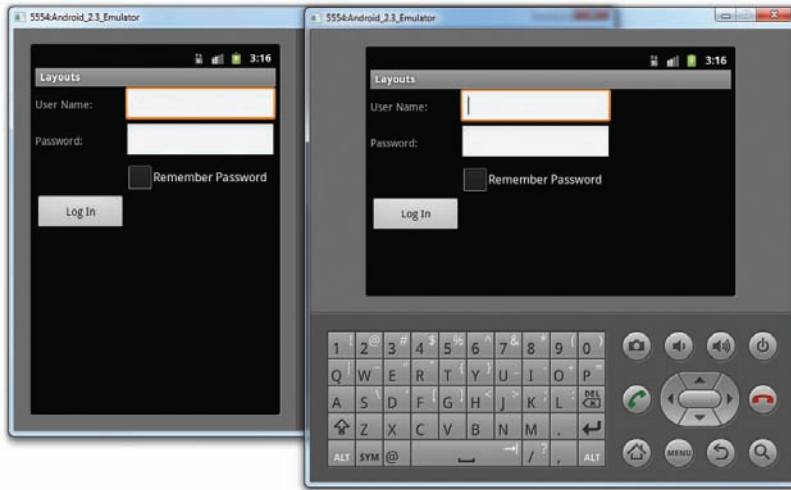 5554:Android_2.3_Emulator
3:16
Layouts
User Name:
Password:
Remember Password
Log In
5554:Android_2.3_Emulator
3:16
Layouts
User Name:
Password:
Remember Password
Log In
1 ! 2 @ 3 # 4 $ 5 % 6 ^ 7 & 8 * 9 ( 0 )
Q W E R T { Y } U _ I - O + P =
A S \ D F [ G ] H < J > K ; L : DEL
Z X C V B N M .
ALT SYM @ / ? , ALT
MENU